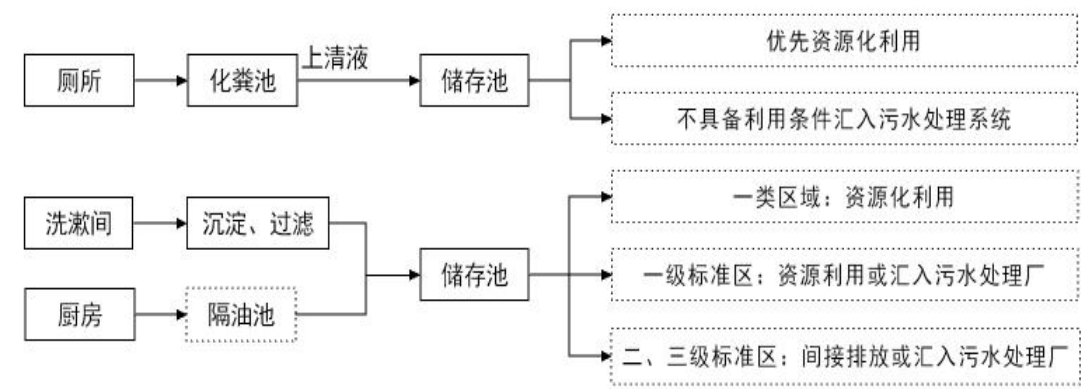 厕所
化粪池
上清液
储存池
优先资源化利用
不具备利用条件汇入污水处理系统
洗漱间
沉淀、过滤
厨房
隔油池
储存池
一类区域：资源化利用
一级标准区：资源利用或汇入污水处理厂
二、三级标准区：间接排放或汇入污水处理厂